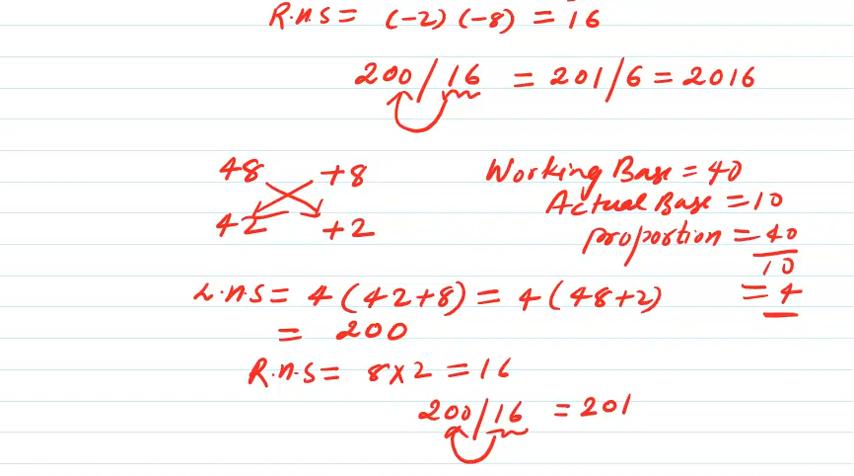 R.H.S = (-2) (-8) = 16
200/16 = 201/6 = 2016
48 +8 Working Base = 40
Actual Base = 10
42 +2 proportion = 40
10
L.H.S = 4 (42+8) = 4 (48+2) = 4
= 200
R.H.S = 8 × 2 = 16
200/16 = 201